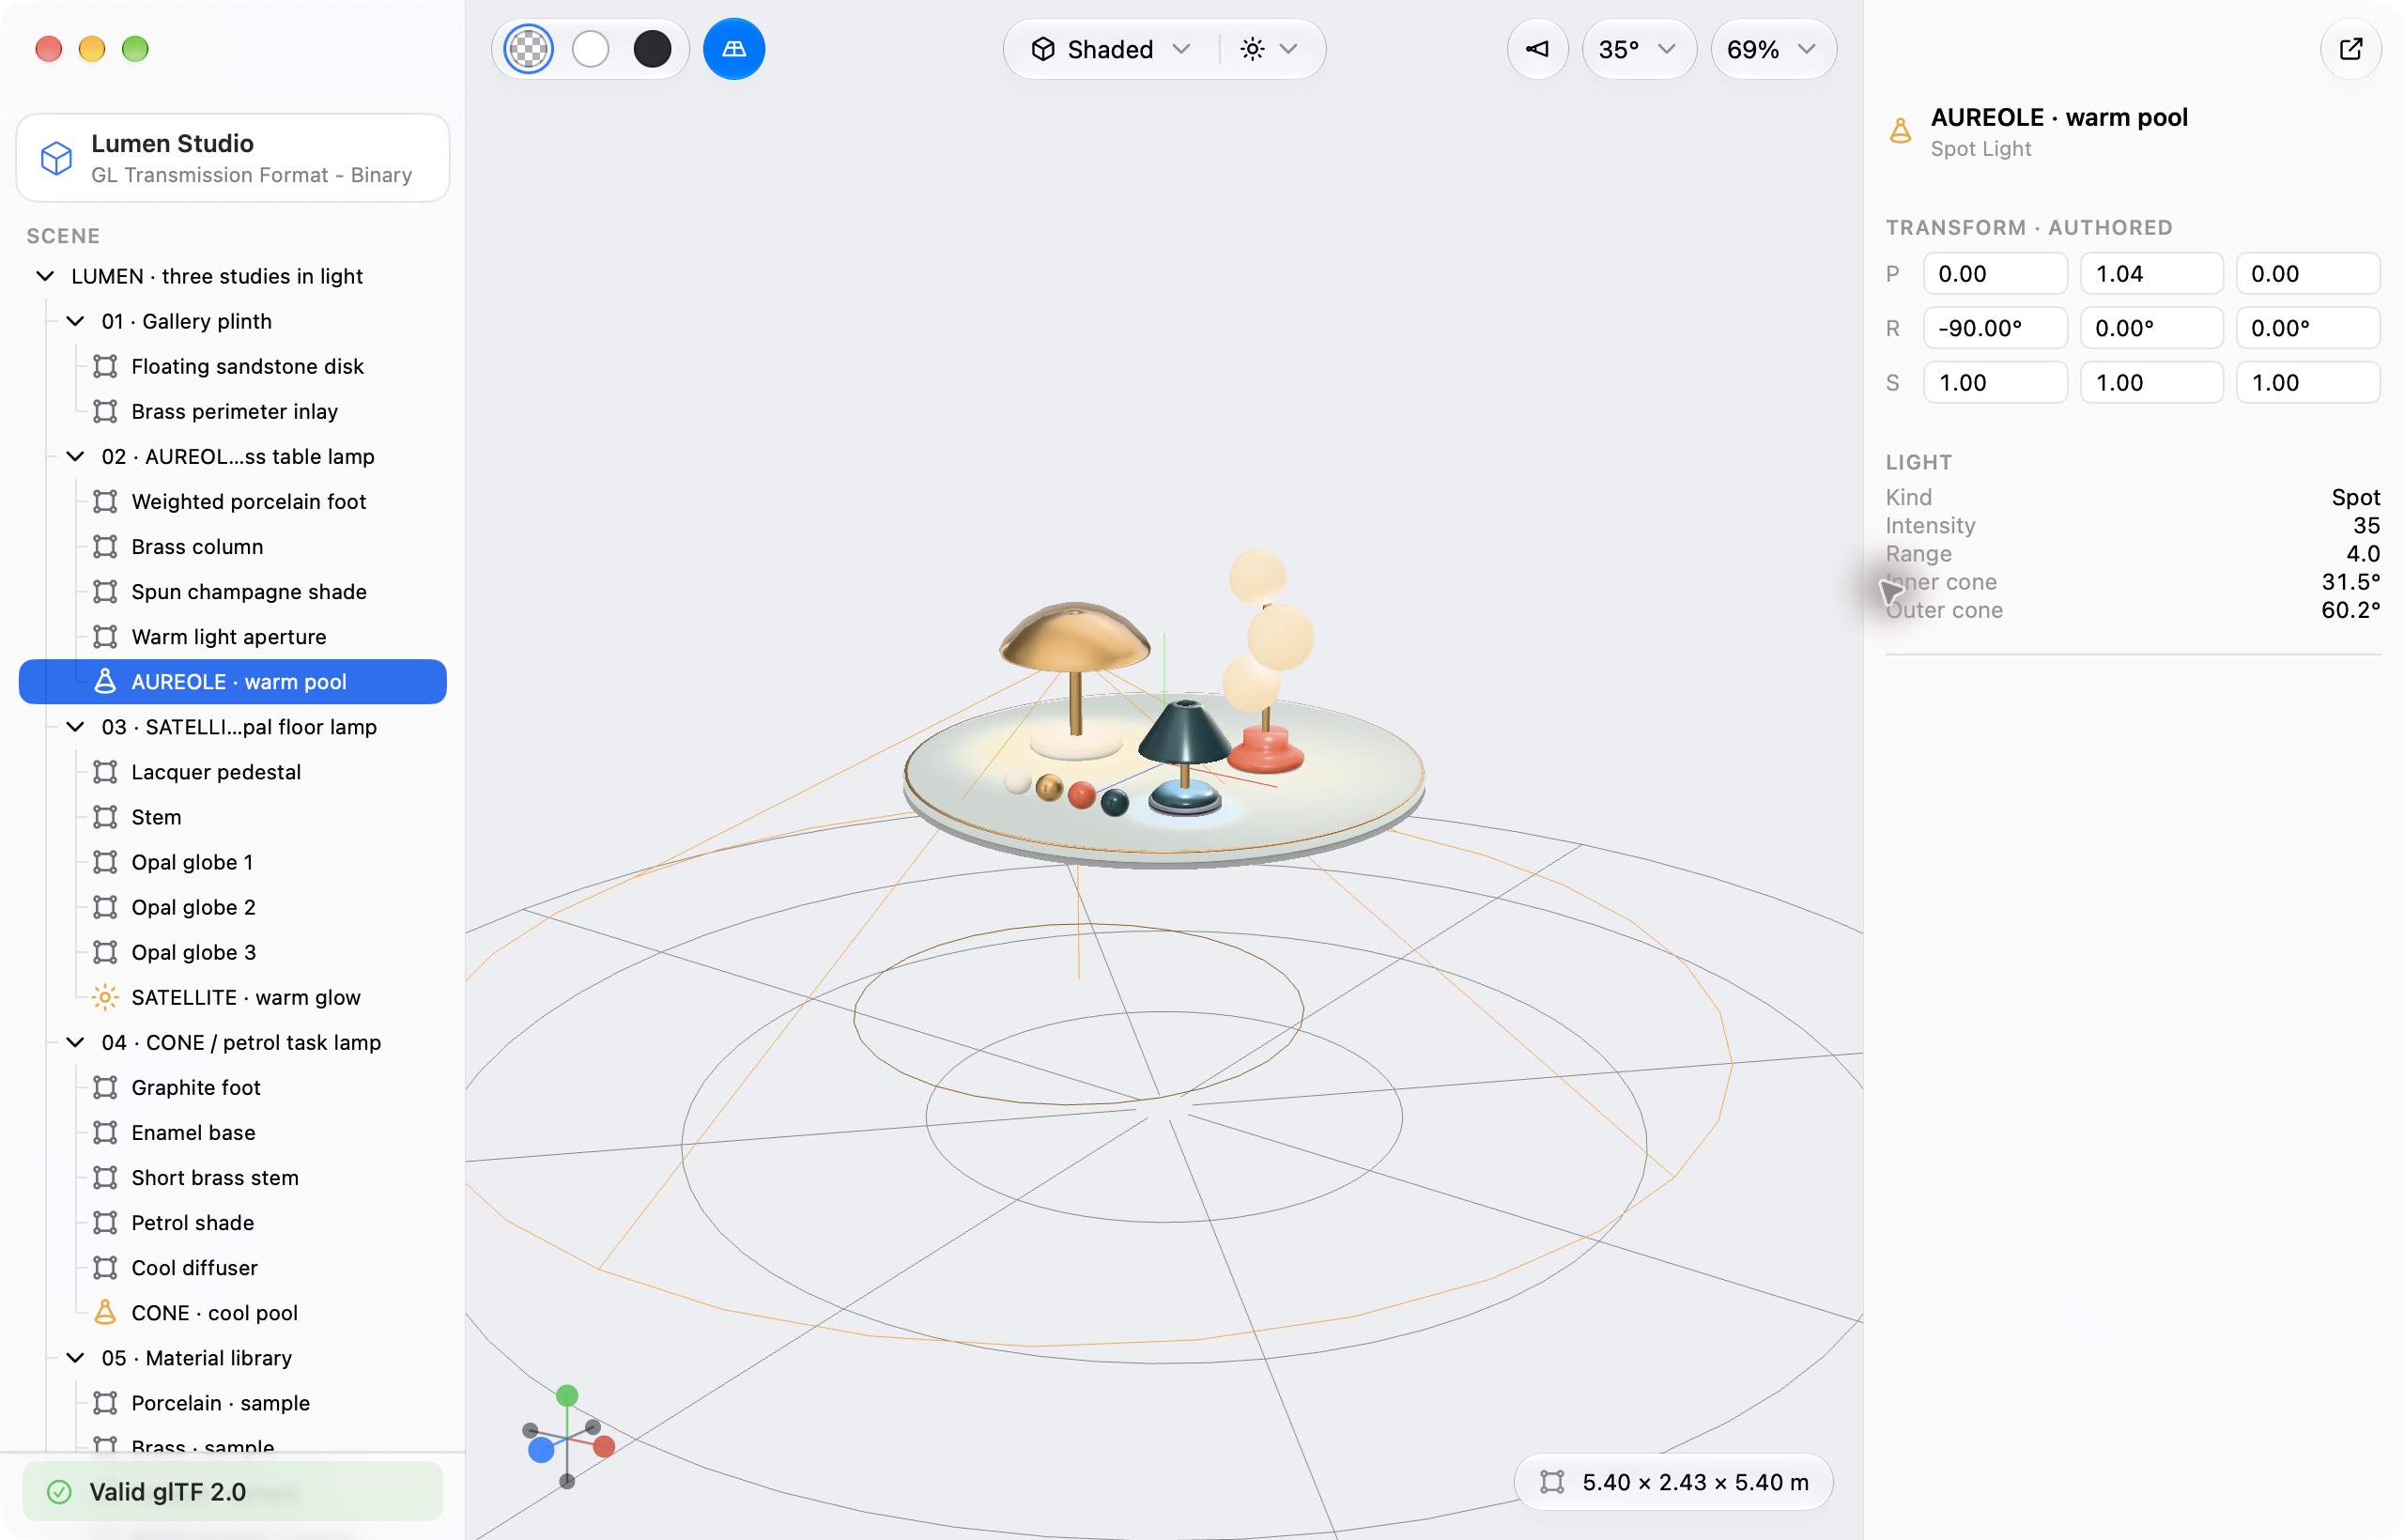 Lumen Studio
GL Transmission Format - Binary
SCENE
LUMEN · three studies in light
01 · Gallery plinth
Floating sandstone disk
Brass perimeter inlay
02 · AUREOL...ss table lamp
Weighted porcelain foot
Brass column
Spun champagne shade
Warm light aperture
AUREOLE · warm pool
03 · SATELLI...pal floor lamp
Lacquer pedestal
Stem
Opal globe 1
Opal globe 2
Opal globe 3
SATELLITE · warm glow
04 · CONE / petrol task lamp
Graphite foot
Enamel base
Short brass stem
Petrol shade
Cool diffuser
CONE · cool pool
05 · Material library
Porcelain · sample
Brass · sample
Valid glTF 2.0
Shaded
35°
69%
5.40 × 2.43 × 5.40 m
AUREOLE · warm pool
Spot Light
TRANSFORM · AUTHORED
P 0.00 1.04 0.00
R -90.00° 0.00° 0.00°
S 1.00 1.00 1.00
LIGHT
Kind Spot
Intensity 35
Range 4.0
Inner cone 31.5°
Outer cone 60.2°